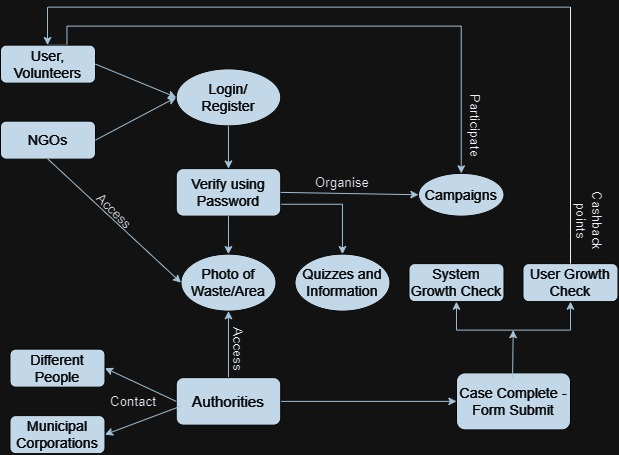 User,
Volunteers
Login/
Register
Participate
NGOs
Verify using
Password
Organise
Campaigns
Access
Cashback
points
Photo of
Waste/Area
Quizzes and
Information
System
Growth Check
User Growth
Check
Access
Different
People
Contact
Authorities
Case Complete -
Form Submit
Municipal
Corporations